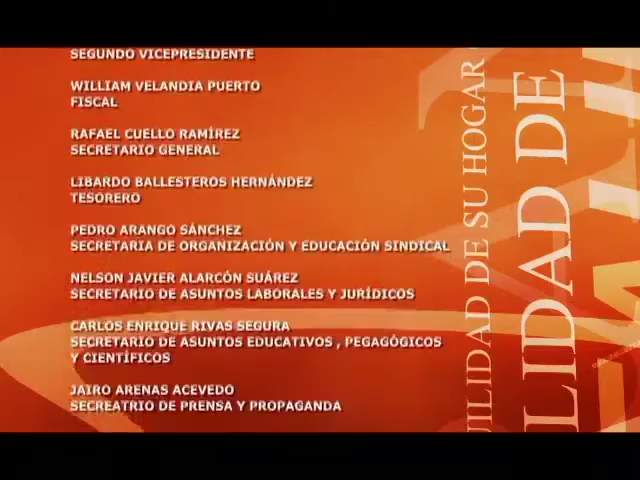 SEGUNDO VICEPRESIDENTE
WILLIAM VELANDIA PUERTO
FISCAL
RAFAEL CUELLO RAMÍREZ
SECRETARIO GENERAL
LIBARDO BALLESTEROS HERNÁNDEZ
TESORERO
PEDRO ARANGO SÁNCHEZ
SECRETARIA DE ORGANIZACIÓN Y EDUCACIÓN SINDICAL
NELSON JAVIER ALARCÓN SUÁREZ
SECRETARIO DE ASUNTOS LABORALES Y JURÍDICOS
CARLOS ENRIQUE RIVAS SEGURA
SECRETARIO DE ASUNTOS EDUCATIVOS , PEGAGÓGICOS
Y CIENTÍFICOS
JAIRO ARENAS ACEVEDO
SECREATRIO DE PRENSA Y PROPAGANDA
UILIDAD DE SU HOGAR
LIDAD DE